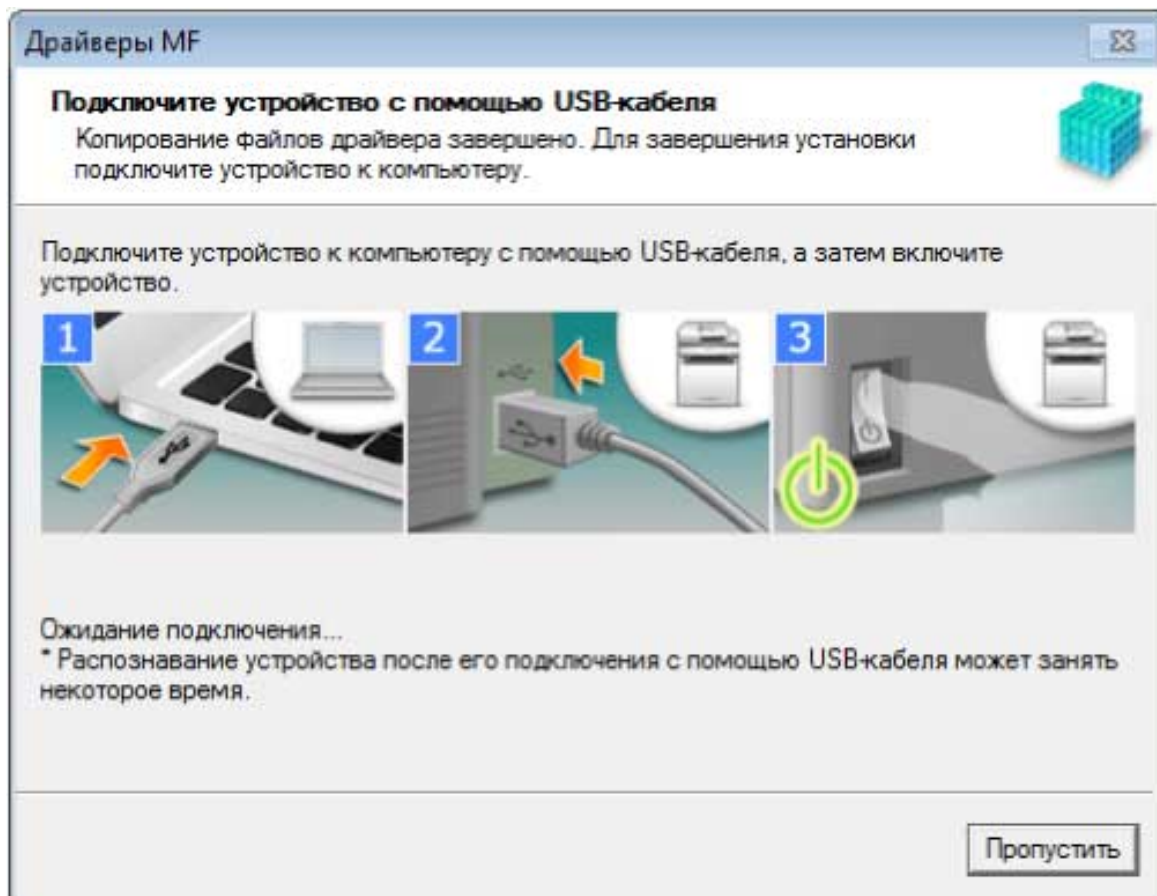 Драйверы MF
Подключите устройство с помощью USB-кабеля
Копирование файлов драйвера завершено. Для завершения установки
подключите устройство к компьютеру.
Подключите устройство к компьютеру с помощью USB-кабеля, а затем включите
устройство.
1 2 3
Ожидание подключения...
* Распознавание устройства после его подключения с помощью USB-кабеля может занять
некоторое время.
Пропустить